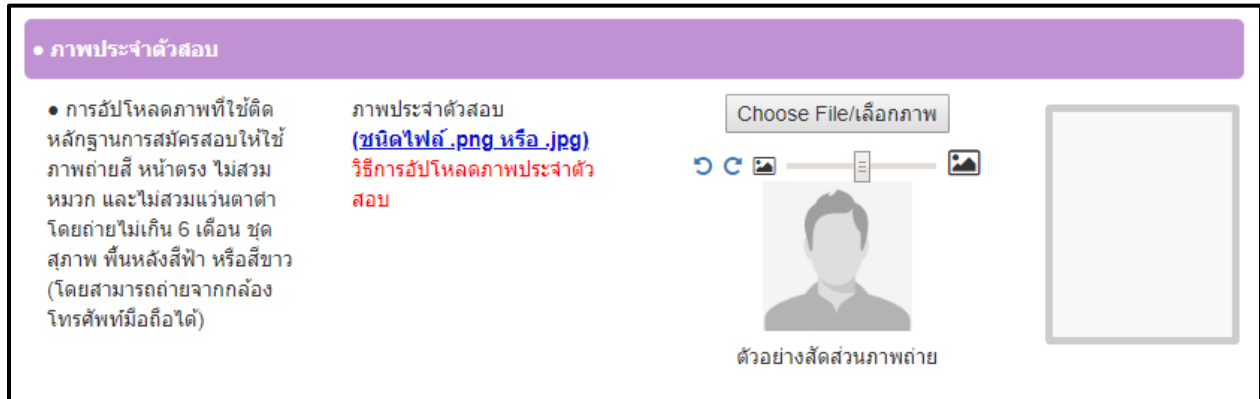 ● ภาพประจำตัวสอบ
● การอัปโหลดภาพที่ใช้ติด
หลักฐานการสมัครสอบให้ใช้
ภาพถ่ายสี หน้าตรง ไม่สวม
หมวก และไม่สวมแว่นตาดำ
โดยถ่ายไม่เกิน 6 เดือน ชุด
สุภาพ พื้นหลังสีฟ้า หรือสีขาว
(โดยสามารถถ่ายจากกล้อง
โทรศัพท์มือถือได้)
ภาพประจำตัวสอบ
(ชนิดไฟล์ .png หรือ .jpg)
วิธีการอัปโหลดภาพประจำตัว
สอบ
Choose File/เลือกภาพ
ตัวอย่างสัดส่วนภาพถ่าย